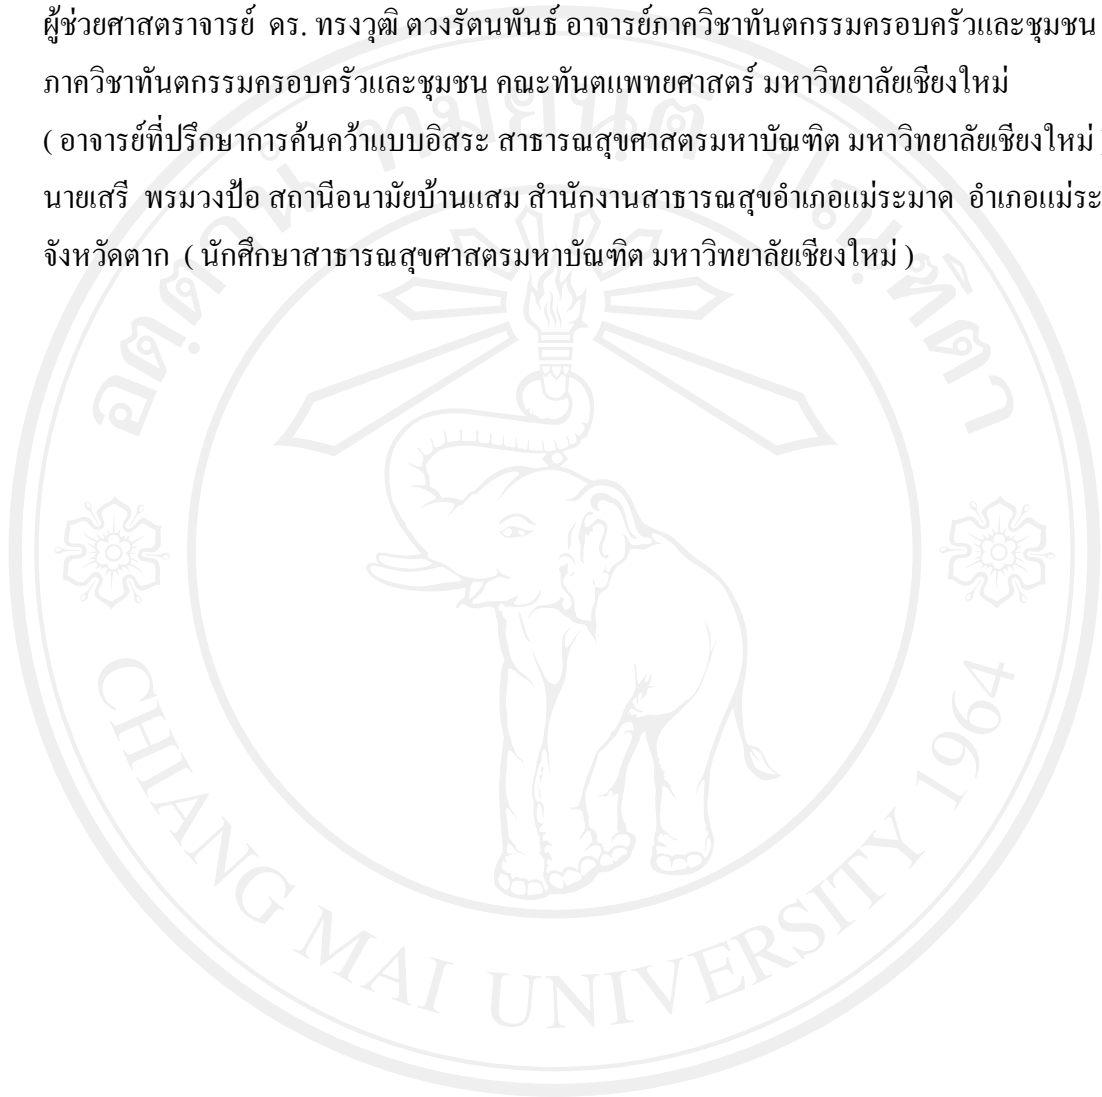 ผู้ช่วยศาสตราจารย์ ดร. ทรงวุฒิ ตวงรัตนพันธ์ อาจารย์ภาควิชาทันตกรรมครอบครัวและชุมชน
ภาควิชาทันตกรรมครอบครัวและชุมชน คณะทันตแพทยศาสตร์ มหาวิทยาลัยเชียงใหม่
( อาจารย์ที่ปรึกษาการค้นคว้าแบบอิสระ สาธารณสุขศาสตรมหาบัณฑิต มหาวิทยาลัยเชียงใหม่ )
นายเสรี พรมวงป้อ สถานีอนามัยบ้านแสม สำนักงานสาธารณสุขอำเภอแม่ระมาด อำเภอแม่ระ
จังหวัดตาก ( นักศึกษาสาธารณสุขศาสตรมหาบัณฑิต มหาวิทยาลัยเชียงใหม่ )
อตฺตานํ ทมยนฺติ ปณฺฑิตา
CHIANG MAI UNIVERSITY 1964